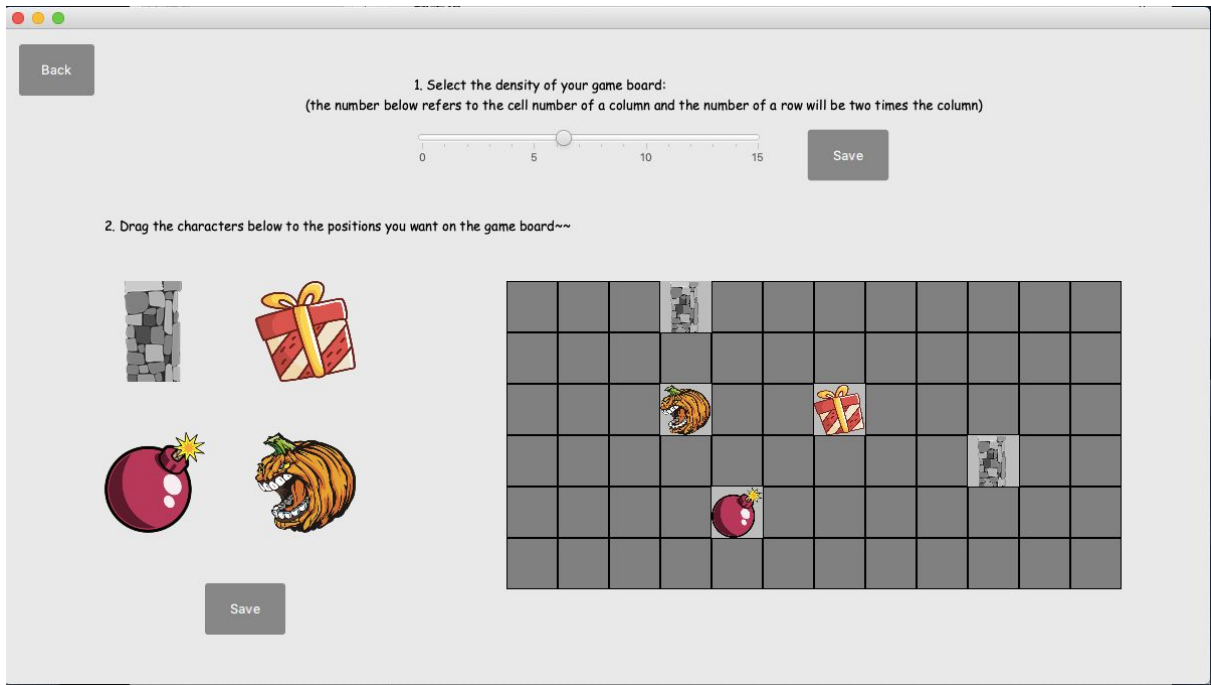 Back
1. Select the density of your game board:
(the number below refers to the cell number of a column and the number of a row will be two times the column)
0 5 10 15
Save
2. Drag the characters below to the positions you want on the game board~~
Save